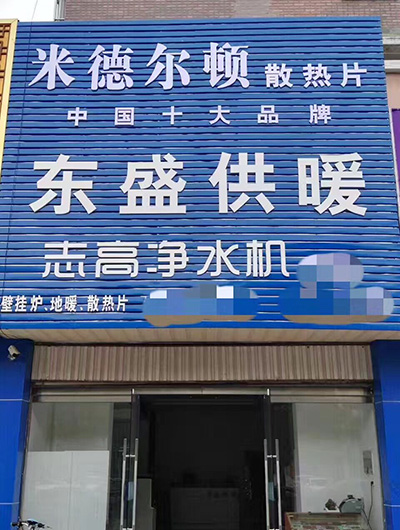 米德尔顿散热片
中国十大品牌
东盛供暖
志高净水机
壁挂炉、地暖、散热片